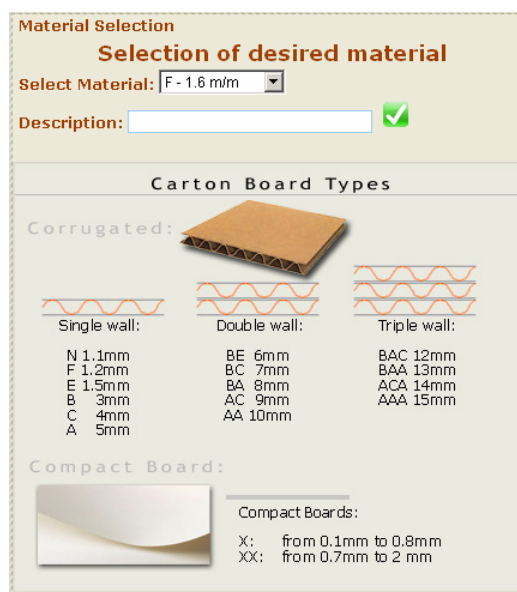 Material Selection
Selection of desired material
Select Material: F - 1.6 m/m
Description:
Carton Board Types
Corrugated:
Single wall:
N 1.1mm
F 1.2mm
E 1.5mm
B 3mm
C 4mm
A 5mm
Double wall:
BE 6mm
BC 7mm
BA 8mm
AC 9mm
AA 10mm
Triple wall:
BAC 12mm
BAA 13mm
ACA 14mm
AAA 15mm
Compact Board:
Compact Boards:
X: from 0.1mm to 0.8mm
XX: from 0.7mm to 2 mm